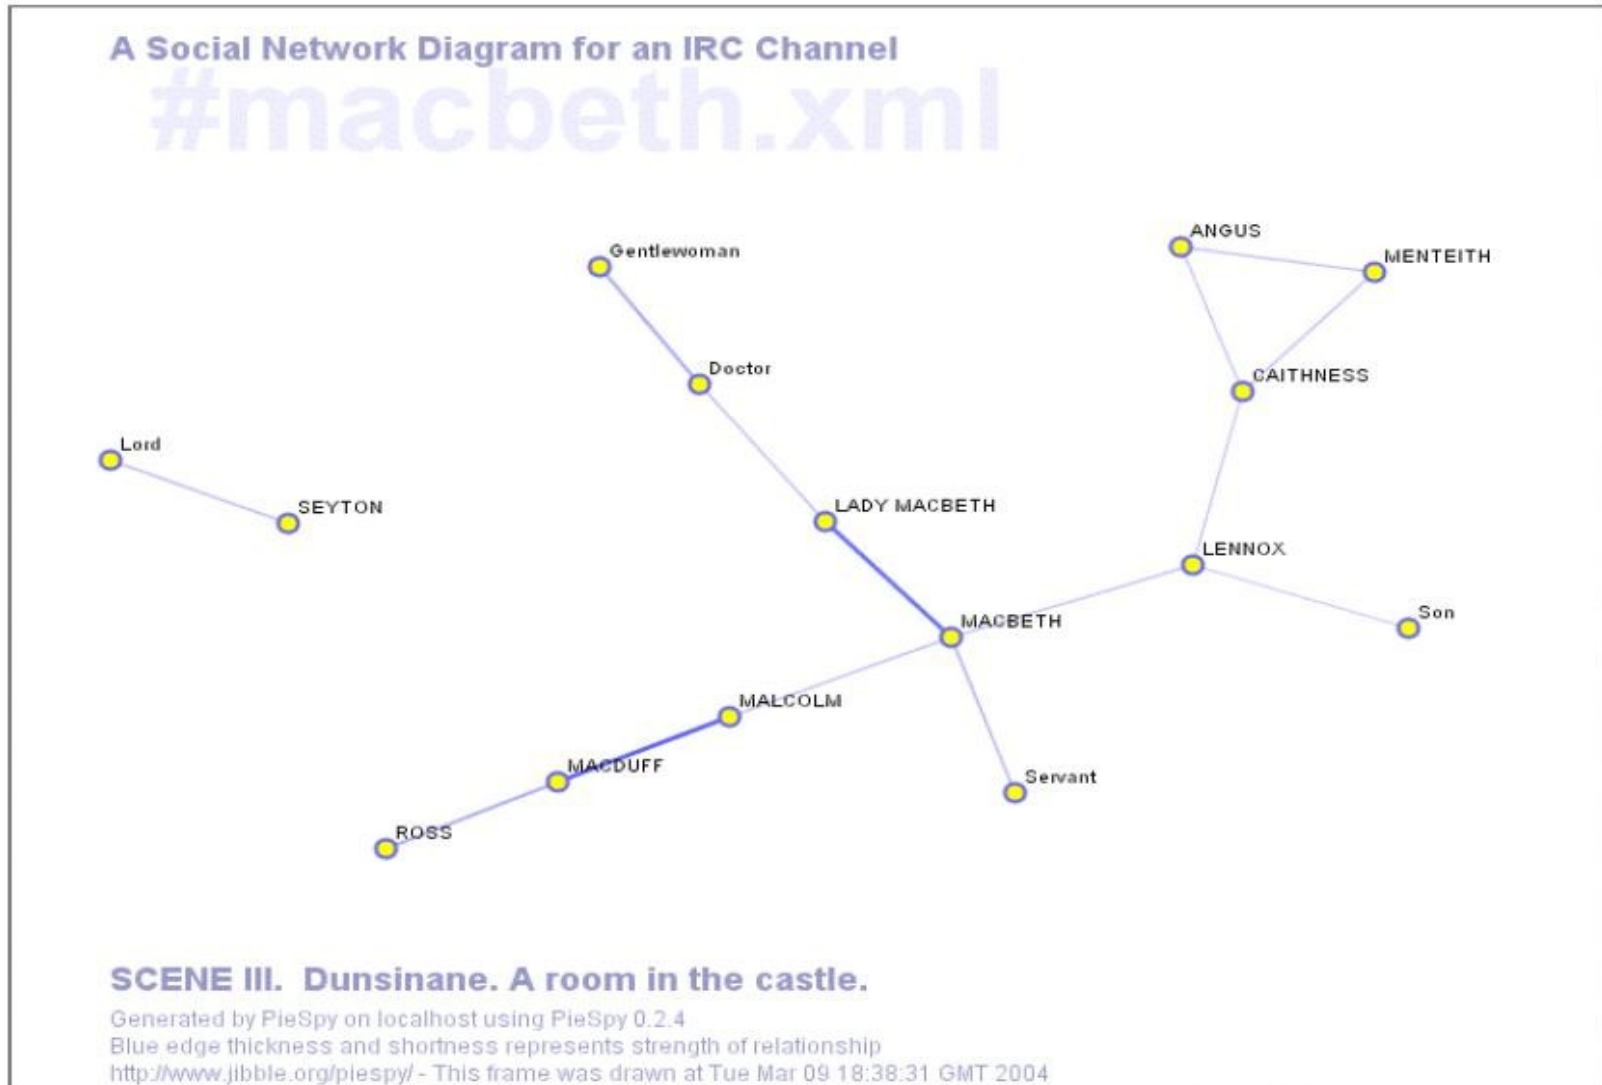 A Social Network Diagram for an IRC Channel
#macbeth.xml
ANGUS
Gentlewoman
MENTEITH
Doctor
CAITHNESS
Lord
SEYTON
LADY MACBETH
LENNOX
Son
MACBETH
MALCOLM
MACDUFF
Servant
ROSS
SCENE III. Dunsinane. A room in the castle.
Generated by PieSpy on localhost using PieSpy 0.2.4
Blue edge thickness and shortness represents strength of relationship
http://www.jibble.org/piespy/ - This frame was drawn at Tue Mar 09 18:38:31 GMT 2004